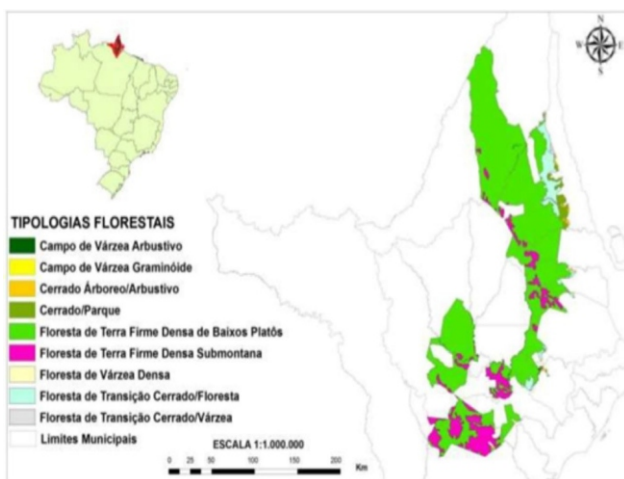 N
W E
S
TIPOLOGIAS FLORESTAIS
Campo de Várzea Arbustivo
Campo de Várzea Graminóide
Cerrado Árboreo/Arbustivo
Cerrado/Parque
Floresta de Terra Firme Densa de Baixos Platôs
Floresta de Terra Firme Densa Submontana
Floresta de Várzea Densa
Floresta de Transição Cerrado/Floresta
Floresta de Transição Cerrado/Várzea
Limites Municipais
ESCALA 1:1.000.000
0 25 50 100 150 200
Km